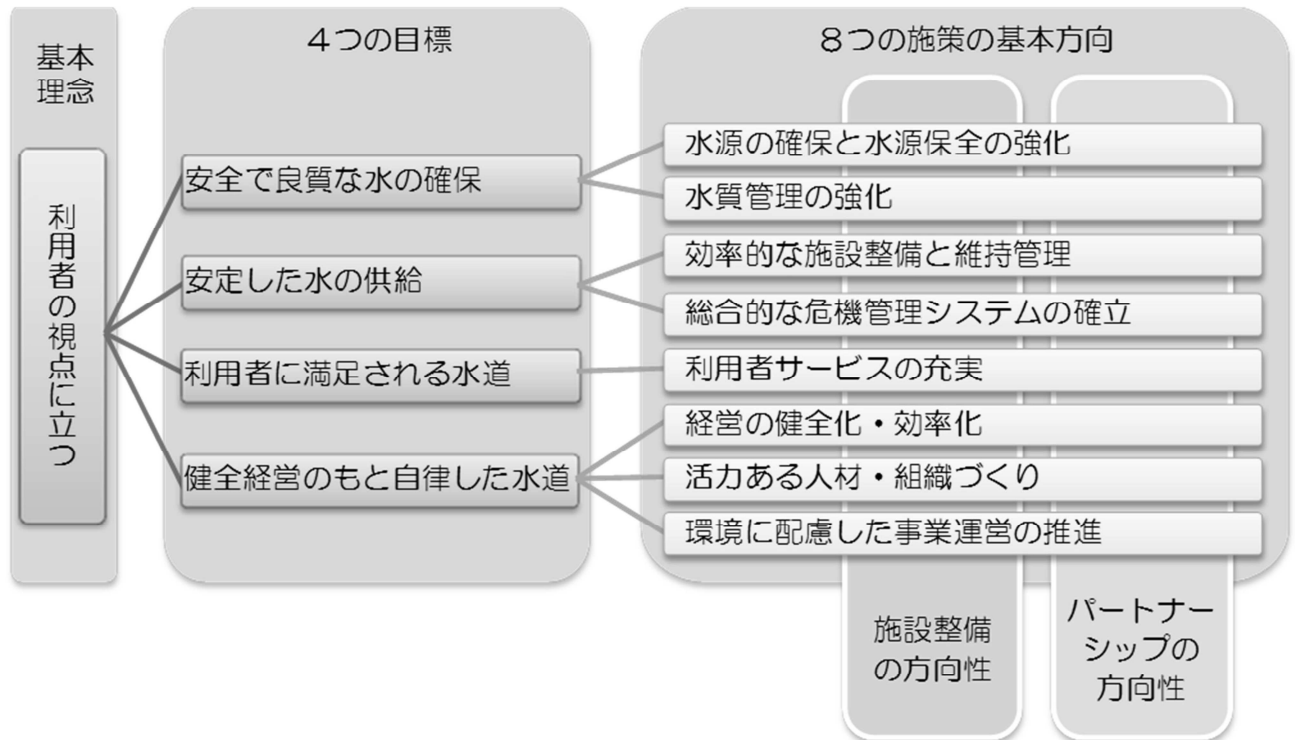 基本
理念
利用者の視点に立つ
4つの目標
安全で良質な水の確保
安定した水の供給
利用者に満足される水道
健全経営のもと自律した水道
8つの施策の基本方向
水源の確保と水源保全の強化
水質管理の強化
効率的な施設整備と維持管理
総合的な危機管理システムの確立
利用者サービスの充実
経営の健全化・効率化
活力ある人材・組織づくり
環境に配慮した事業運営の推進
施設整備
の方向性
パートナー
シップの
方向性